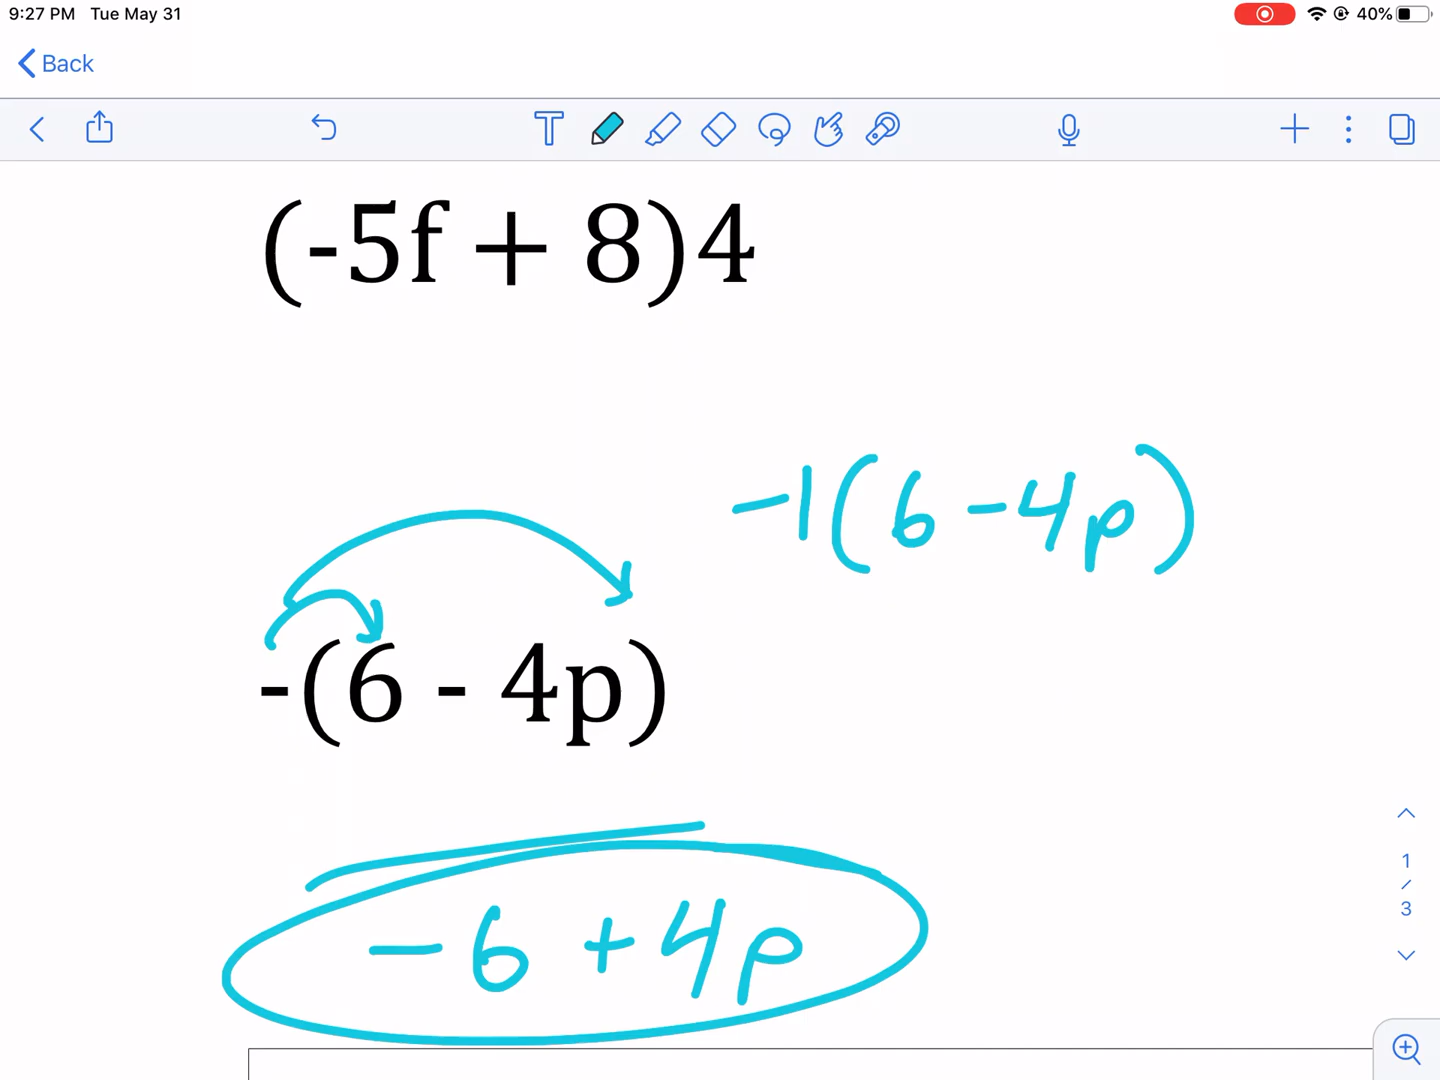 9:27 PM Tue May 31 40%
Back
T
(-5f + 8)4
-1(6 - 4p)
-(6 - 4p)
-6 + 4p
1
/
3